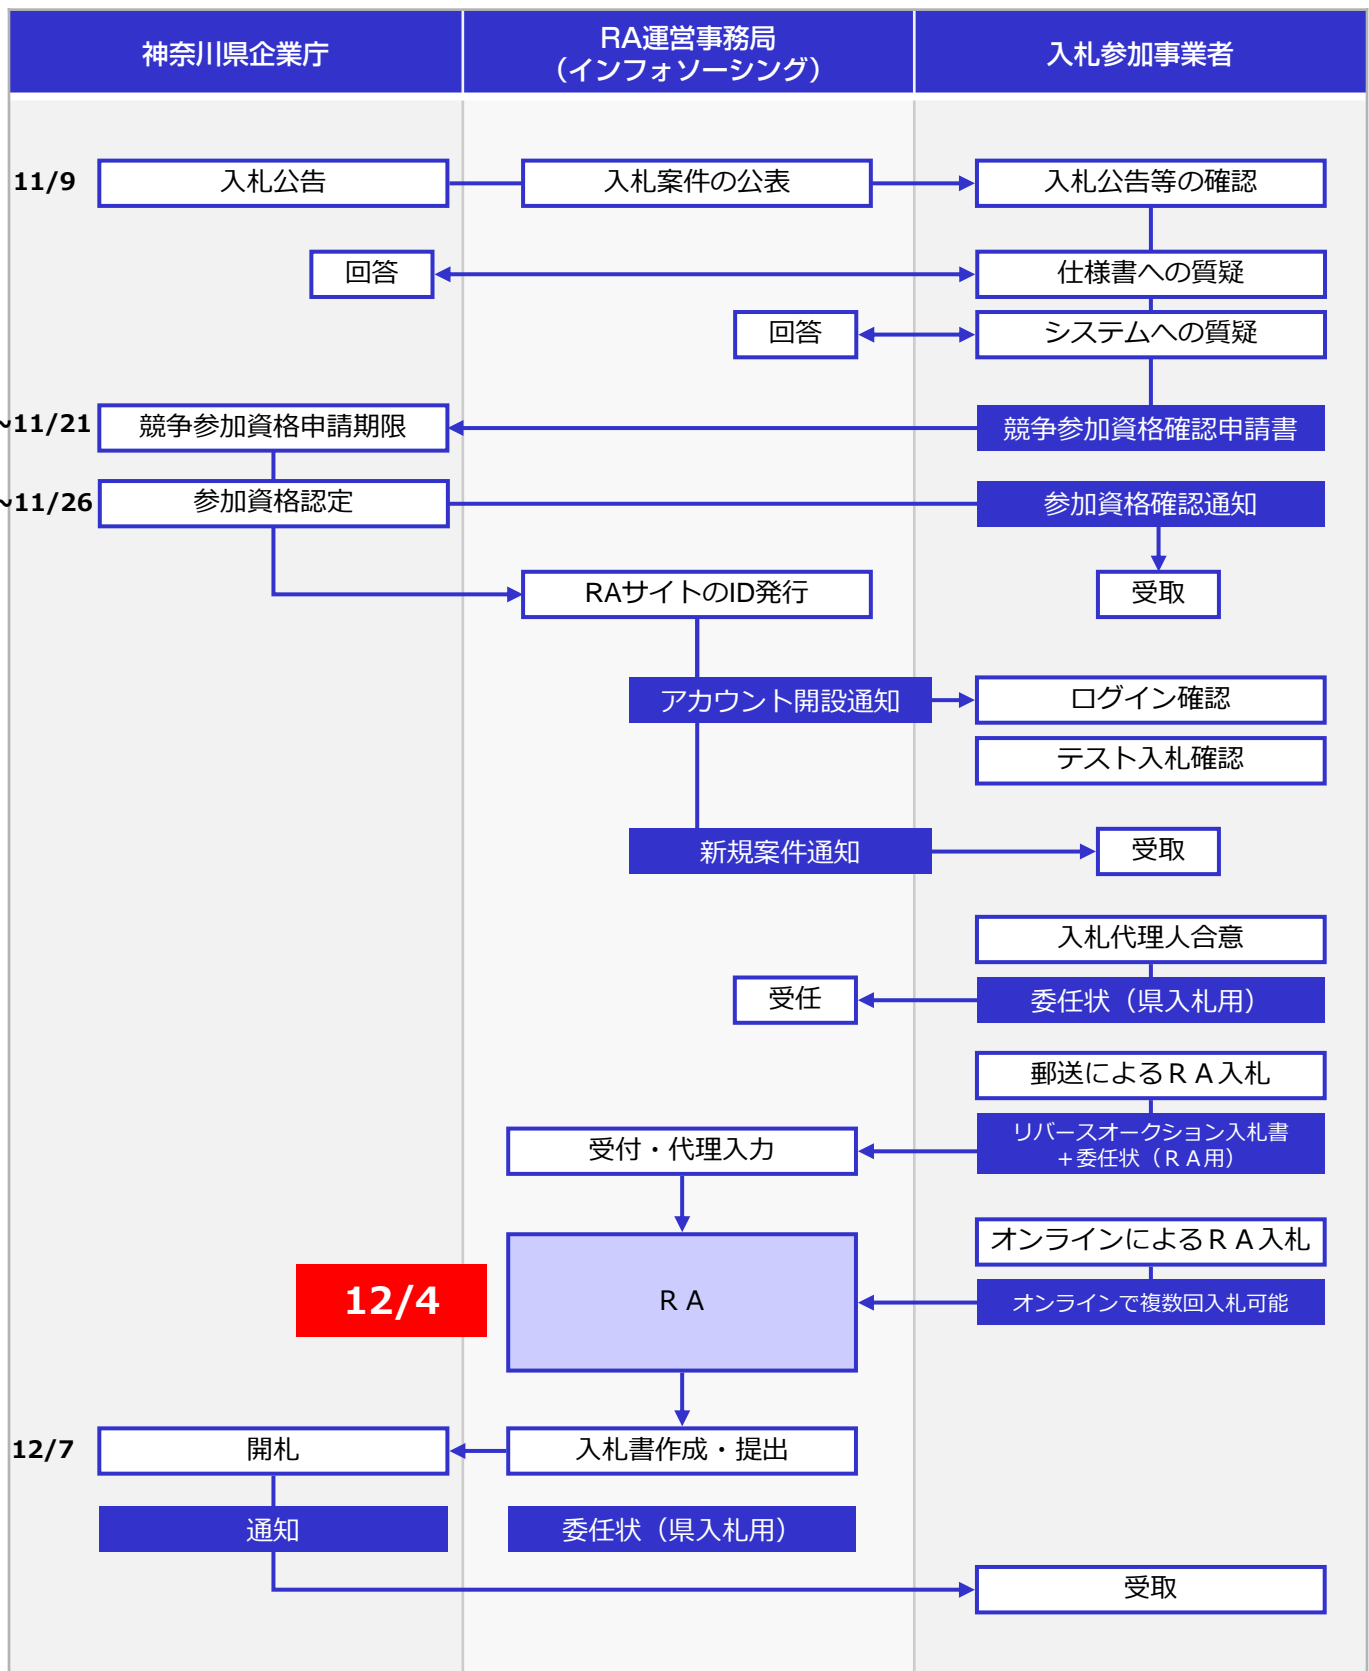 神奈川県企業庁
RA運営事務局
（インフォソーシング）
入札参加事業者
11/9
入札公告
入札案件の公表
入札公告等の確認
回答
仕様書への質疑
回答
システムへの質疑
~11/21
競争参加資格申請期限
競争参加資格確認申請書
~11/26
参加資格認定
参加資格確認通知
RAサイトのID発行
受取
アカウント開設通知
ログイン確認
テスト入札確認
新規案件通知
受取
入札代理人合意
受任
委任状（県入札用）
郵送によるＲＡ入札
受付・代理入力
リバースオークション入札書
＋委任状（ＲＡ用）
オンラインによるＲＡ入札
12/4
ＲＡ
オンラインで複数回入札可能
12/7
開札
入札書作成・提出
通知
委任状（県入札用）
受取